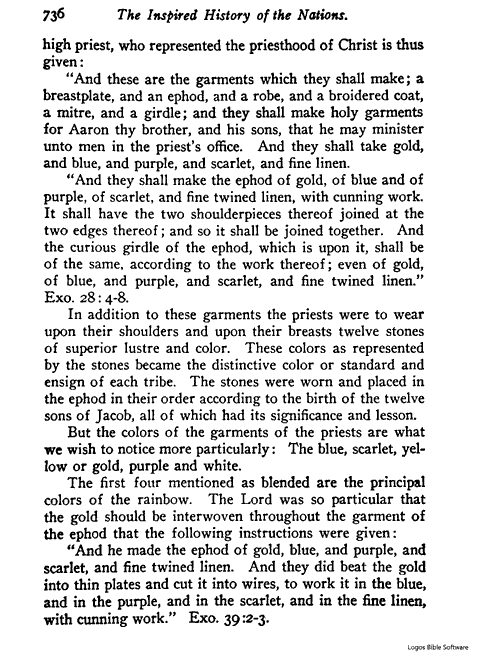 736 The Inspired History of the Nations.
high priest, who represented the priesthood of Christ is thus
given:
"And these are the garments which they shall make; a
breastplate, and an ephod, and a robe, and a broidered coat,
a mitre, and a girdle; and they shall make holy garments
for Aaron thy brother, and his sons, that he may minister
unto men in the priest's office. And they shall take gold,
and blue, and purple, and scarlet, and fine linen.
"And they shall make the ephod of gold, of blue and of
purple, of scarlet, and fine twined linen, with cunning work.
It shall have the two shoulderpieces thereof joined at the
two edges thereof; and so it shall be joined together. And
the curious girdle of the ephod, which is upon it, shall be
of the same, according to the work thereof; even of gold,
of blue, and purple, and scarlet, and fine twined linen."
Exo. 28:4-8.
In addition to these garments the priests were to wear
upon their shoulders and upon their breasts twelve stones
of superior lustre and color. These colors as represented
by the stones became the distinctive color or standard and
ensign of each tribe. The stones were worn and placed in
the ephod in their order according to the birth of the twelve
sons of Jacob, all of which had its significance and lesson.
But the colors of the garments of the priests are what
we wish to notice more particularly: The blue, scarlet, yel-
low or gold, purple and white.
The first four mentioned as blended are the principal
colors of the rainbow. The Lord was so particular that
the gold should be interwoven throughout the garment of
the ephod that the following instructions were given:
"And he made the ephod of gold, blue, and purple, and
scarlet, and fine twined linen. And they did beat the gold
into thin plates and cut it into wires, to work it in the blue,
and in the purple, and in the scarlet, and in the fine linen,
with cunning work." Exo. 39:2-3.
Logos Bible Software